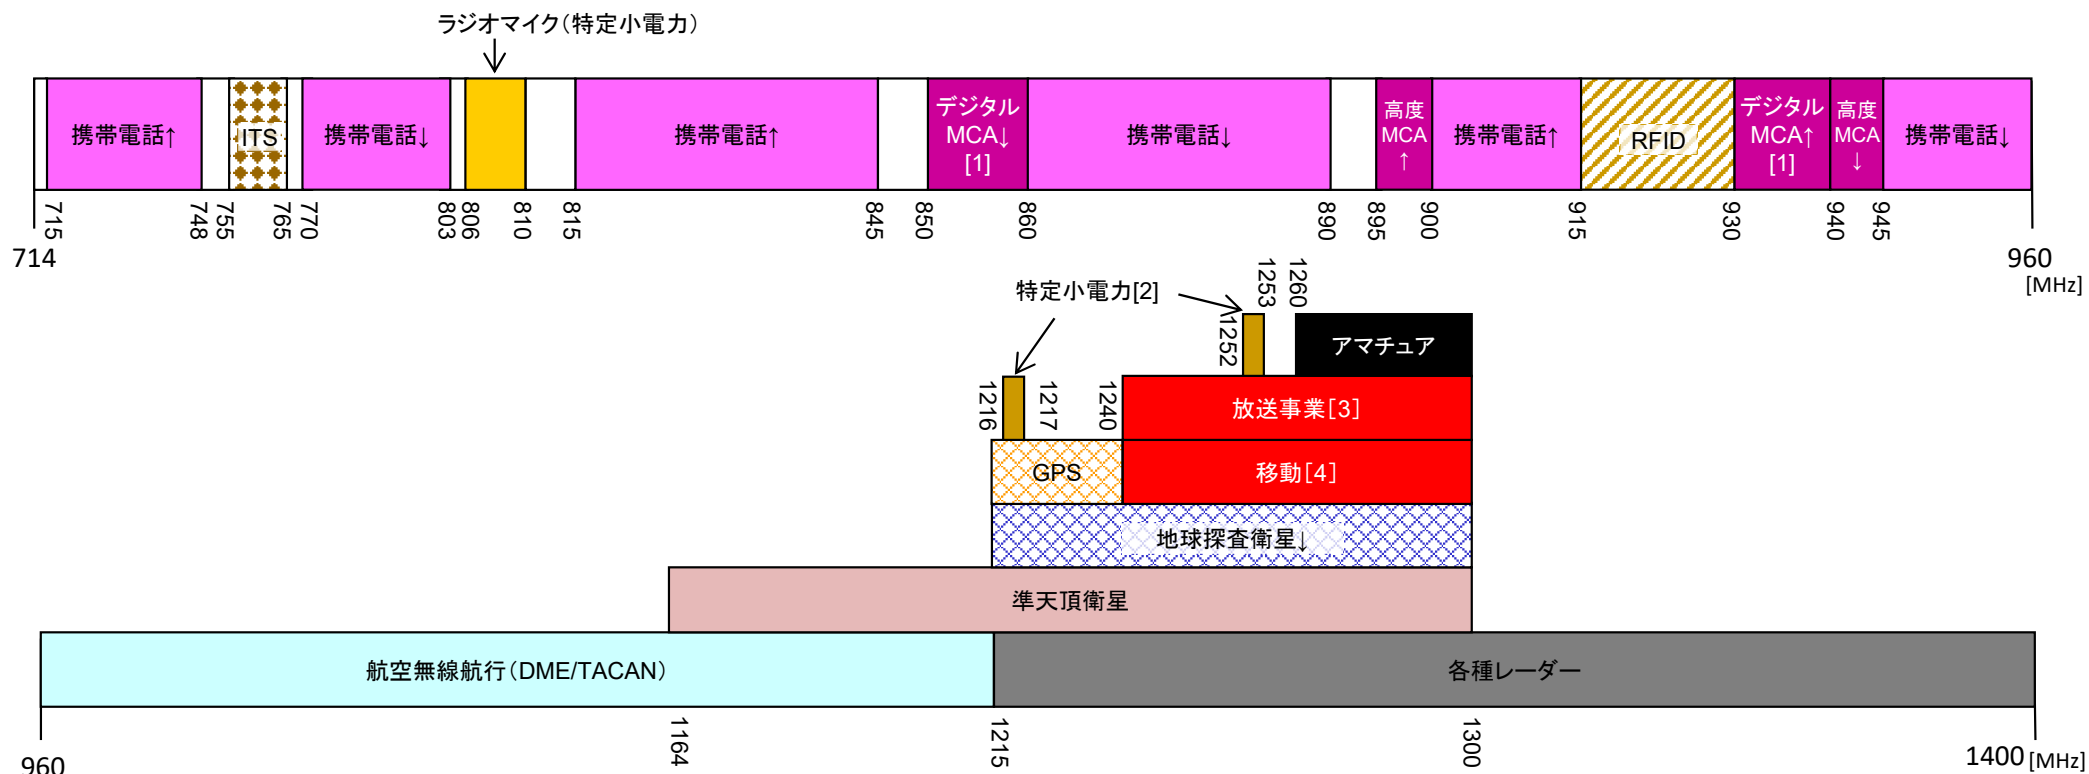 ラジオマイク(特定小電力)
携帯電話↑
ITS
携帯電話↓
携帯電話↑
デジタル
MCA↓
[1]
携帯電話↓
高度
MCA
↑
携帯電話↑
RFID
デジタル
MCA↑
[1]
高度
MCA
↓
携帯電話↓
715
748
755
765
770
803
806
810
815
845
850
860
890
895
900
915
930
940
945
714
960
[MHz]
特定小電力[2]
1253
1260
1252
アマチュア
1216
1217
1240
放送事業[3]
GPS
移動[4]
地球探査衛星↓
準天頂衛星
航空無線航行(DME/TACAN)
各種レーダー
1164
1215
1300
960
1400
[MHz]